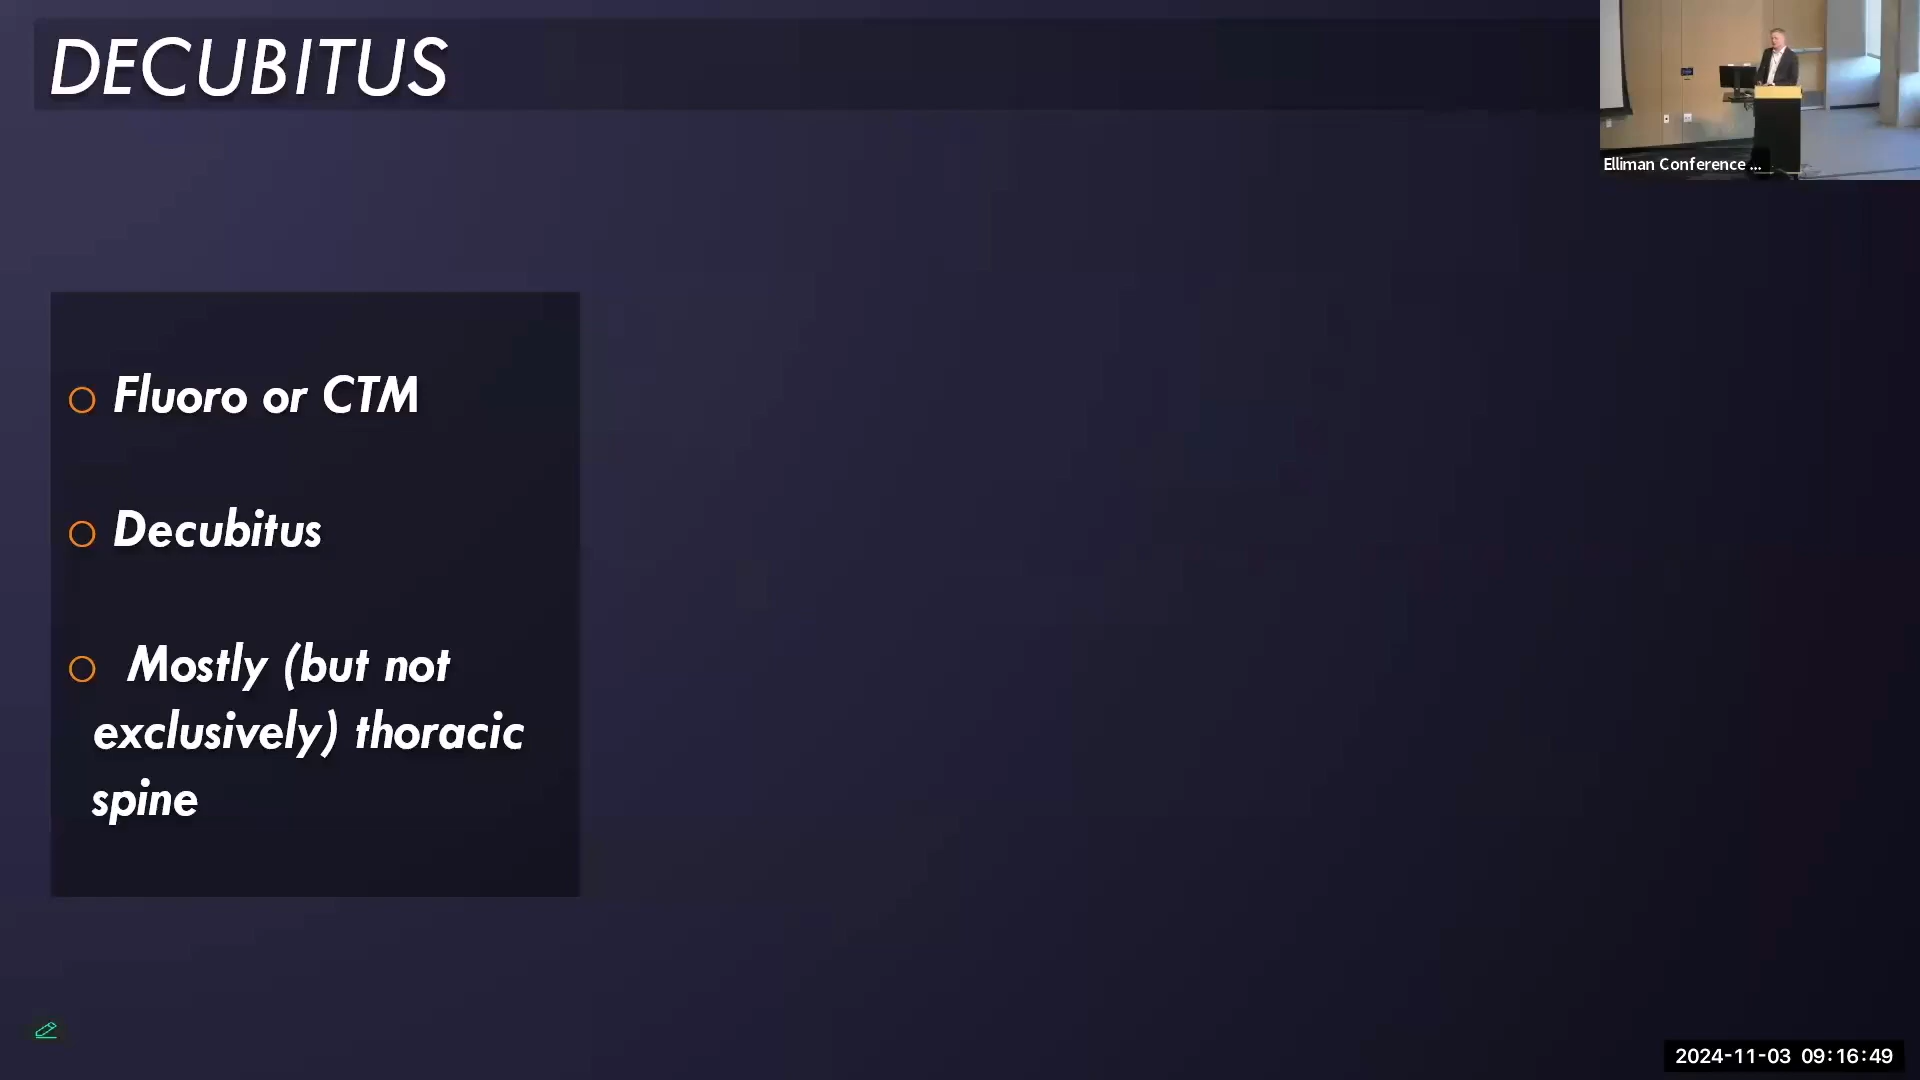 DECUBITUS
Elliman Conference ...
Fluoro or CTM
Decubitus
Mostly (but not
exclusively) thoracic
spine
2024-11-03 09:16:49